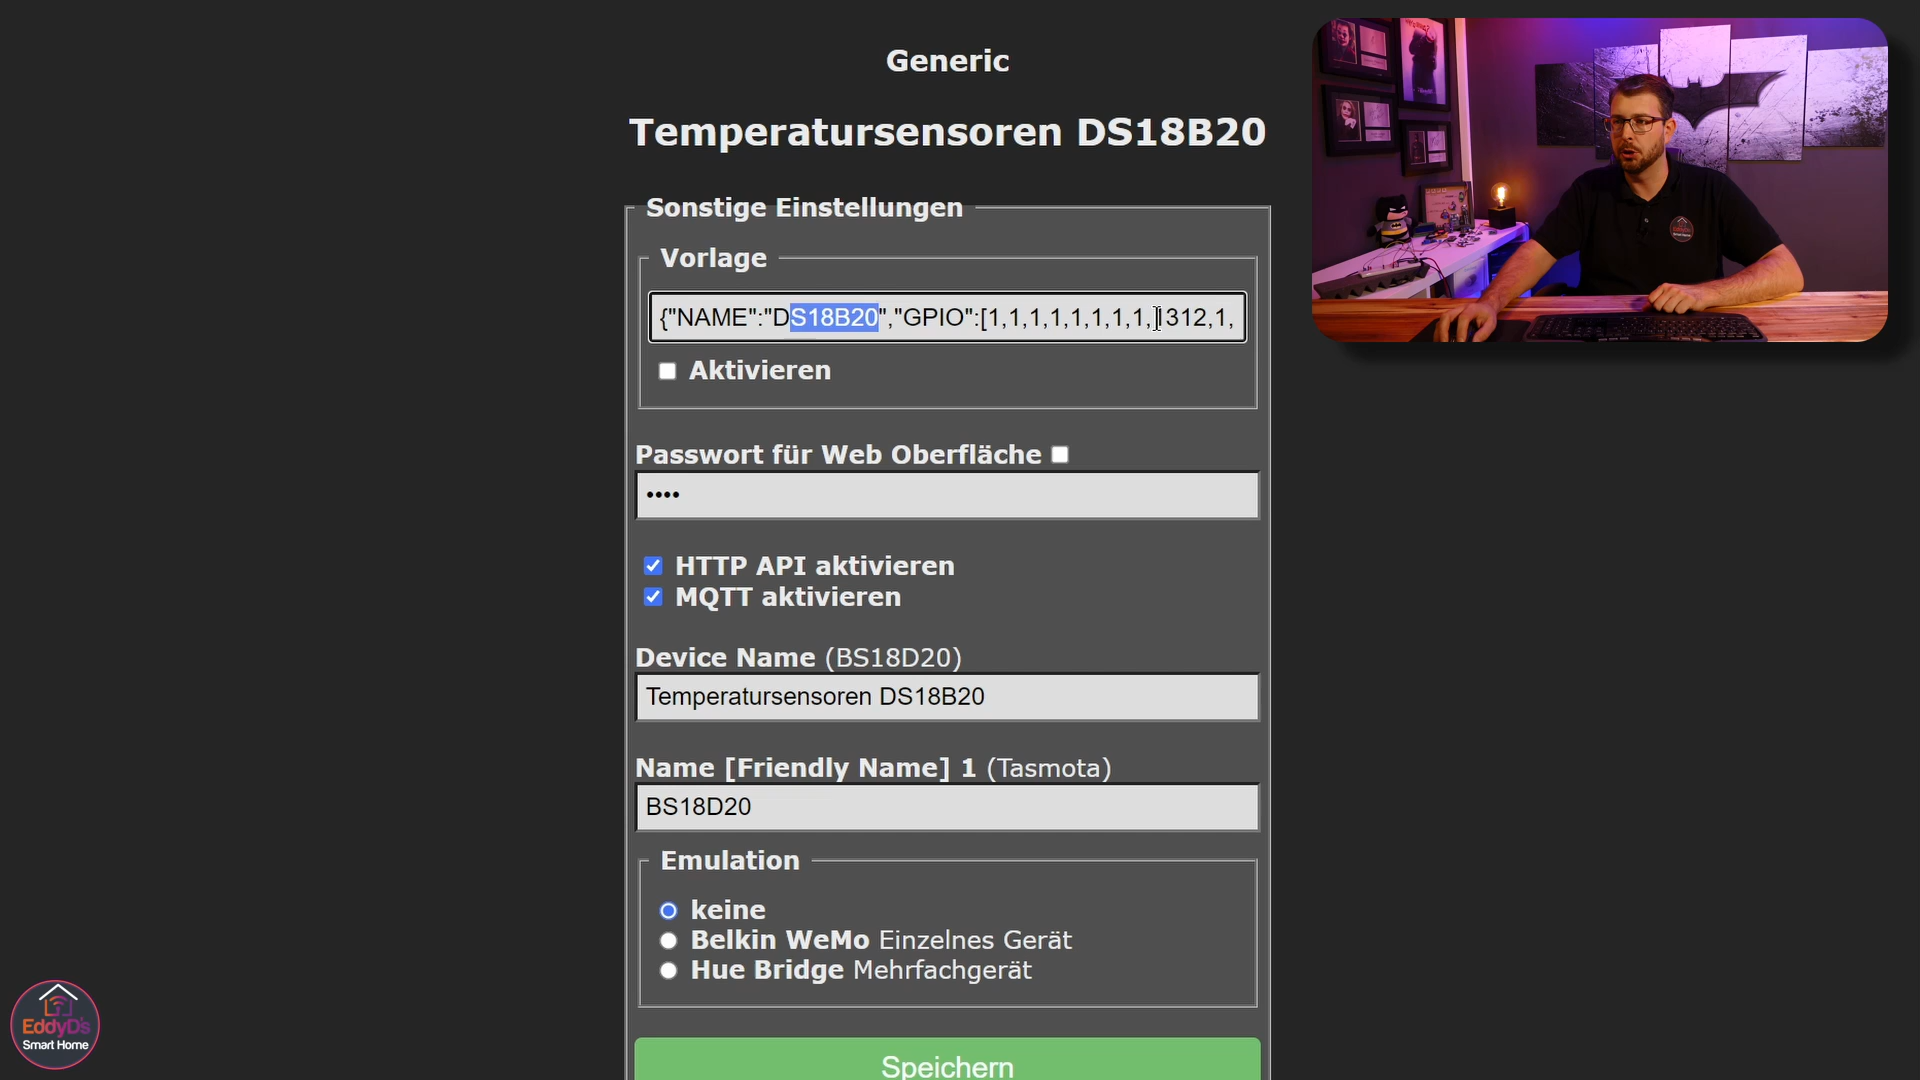 Generic
Temperatursensoren DS18B20
Sonstige Einstellungen
Vorlage
{"NAME":"DS18B20","GPIO":[1,1,1,1,1,1,1,1,1312,1,
Aktivieren
Passwort für Web Oberfläche
••••
HTTP API aktivieren
MQTT aktivieren
Device Name (BS18D20)
Temperatursensoren DS18B20
Name [Friendly Name] 1 (Tasmota)
BS18D20
Emulation
keine
Belkin WeMo Einzelnes Gerät
Hue Bridge Mehrfachgerät
Speichern
EddyD's
Smart Home